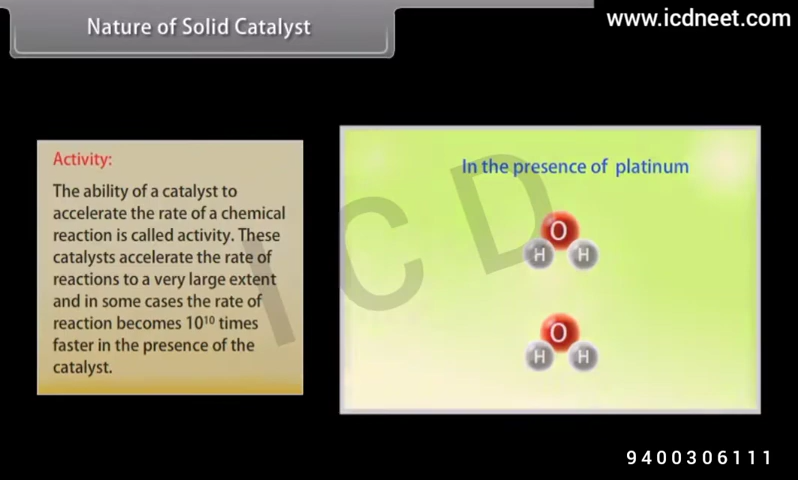 www.icdneet.com
Nature of Solid Catalyst
Activity:
The ability of a catalyst to
accelerate the rate of a chemical
reaction is called activity. These
catalysts accelerate the rate of
reactions to a very large extent
and in some cases the rate of
reaction becomes 10¹⁰ times
faster in the presence of the
catalyst.
In the presence of platinum
O
H H
O
H H
ICD
9400306111